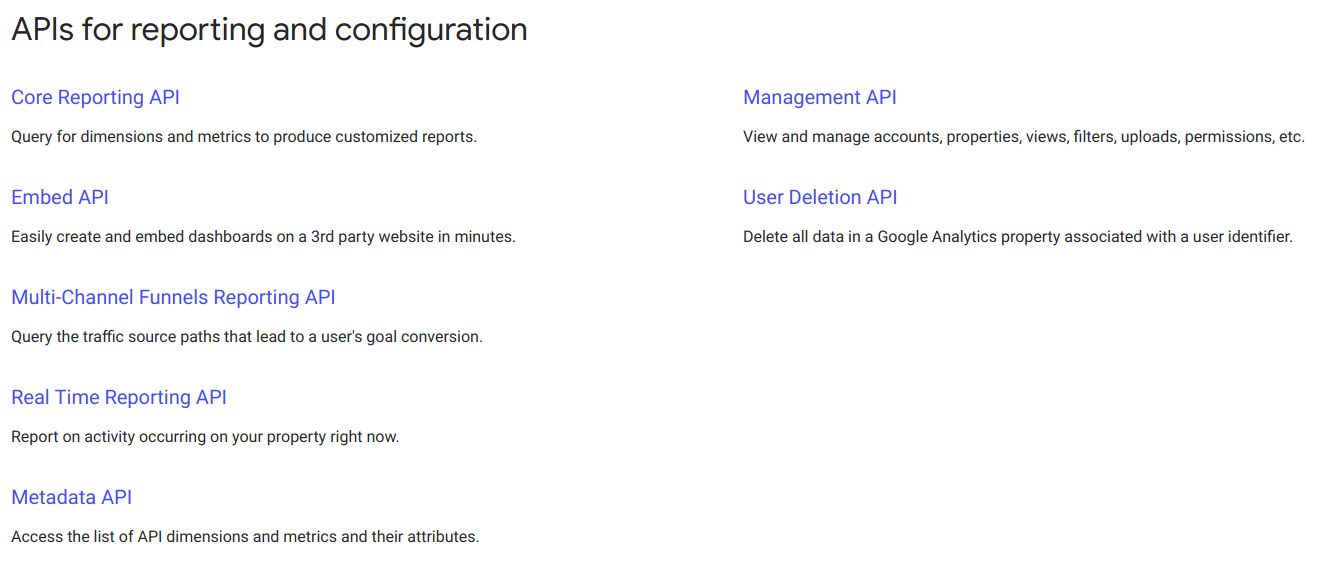 APIs for reporting and configuration
Core Reporting API
Query for dimensions and metrics to produce customized reports.
Embed API
Easily create and embed dashboards on a 3rd party website in minutes.
Multi-Channel Funnels Reporting API
Query the traffic source paths that lead to a user's goal conversion.
Real Time Reporting API
Report on activity occurring on your property right now.
Metadata API
Access the list of API dimensions and metrics and their attributes.
Management API
View and manage accounts, properties, views, filters, uploads, permissions, etc.
User Deletion API
Delete all data in a Google Analytics property associated with a user identifier.